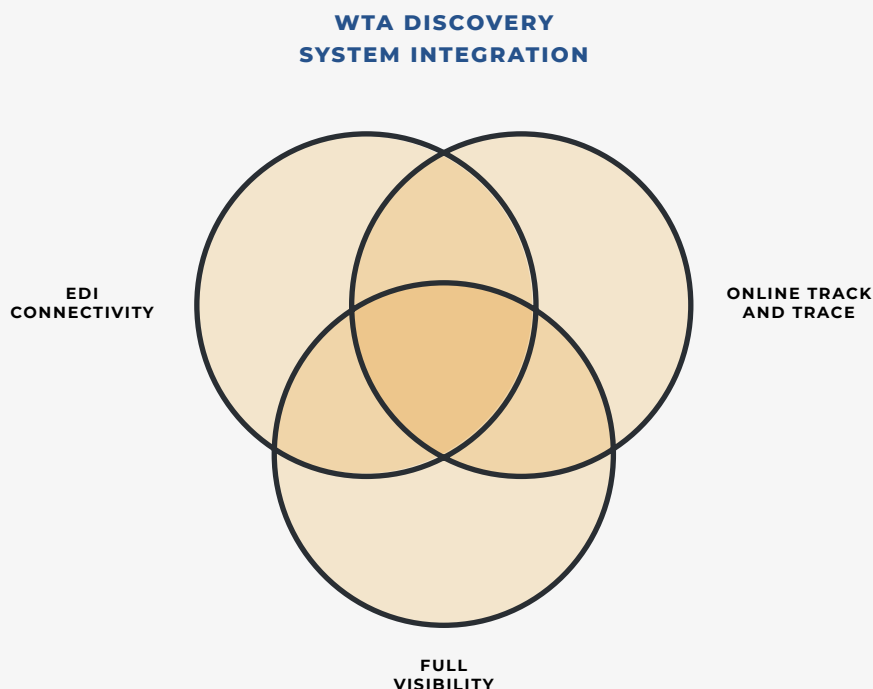 WTA DISCOVERY
SYSTEM INTEGRATION
EDI
CONNECTIVITY
ONLINE TRACK
AND TRACE
FULL
VISIBILITY